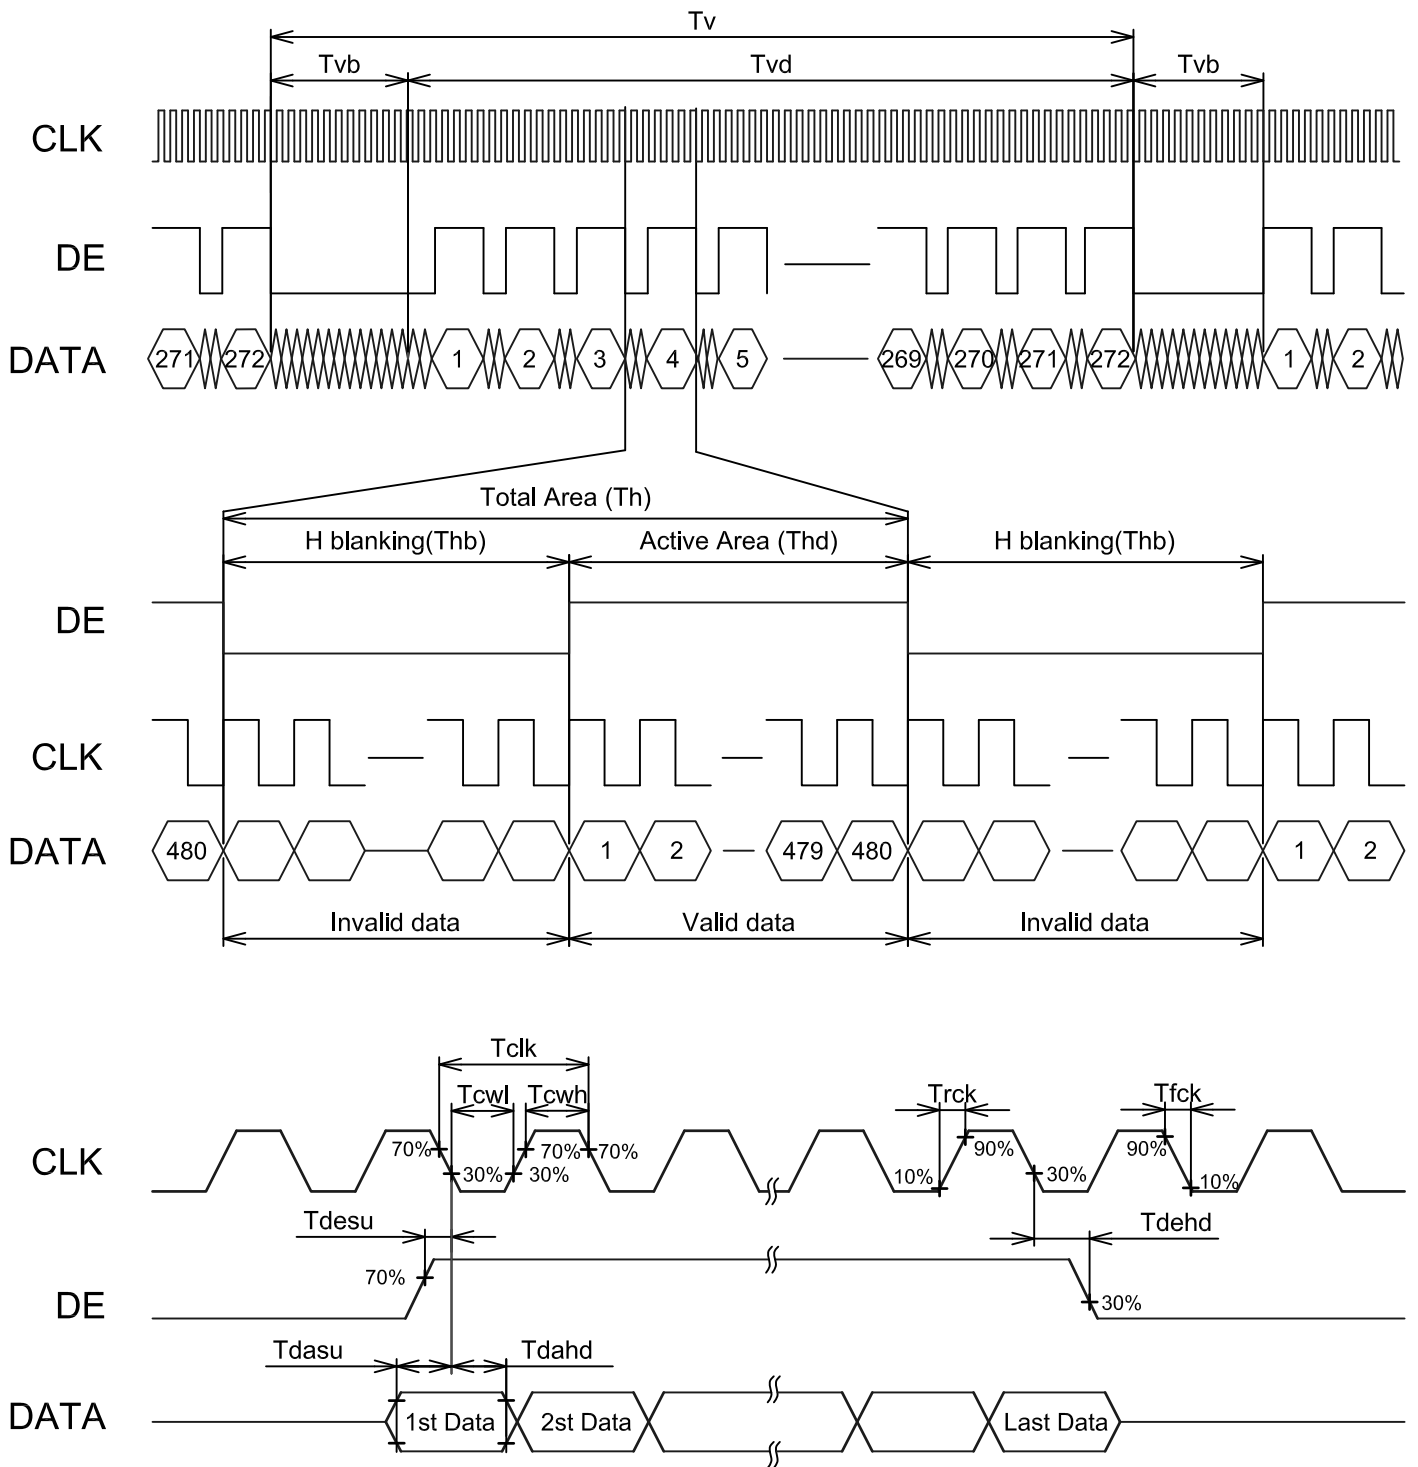 Tv
Tvb Tvd Tvb
CLK
DE
DATA 271 272 1 2 3 4 5 269 270 271 272 1 2
Total Area (Th)
H blanking(Thb) Active Area (Thd) H blanking(Thb)
DE
CLK
DATA 480 1 2 479 480 1 2
Invalid data Valid data Invalid data
Tclk
Tcwl Tcwh Trck Tfck
CLK 70% 30% 30% 70% 70% 10% 90% 30% 90% 10%
Tdesu Tdehd
DE 70% 30%
Tdasu Tdahd
DATA 1st Data 2st Data Last Data